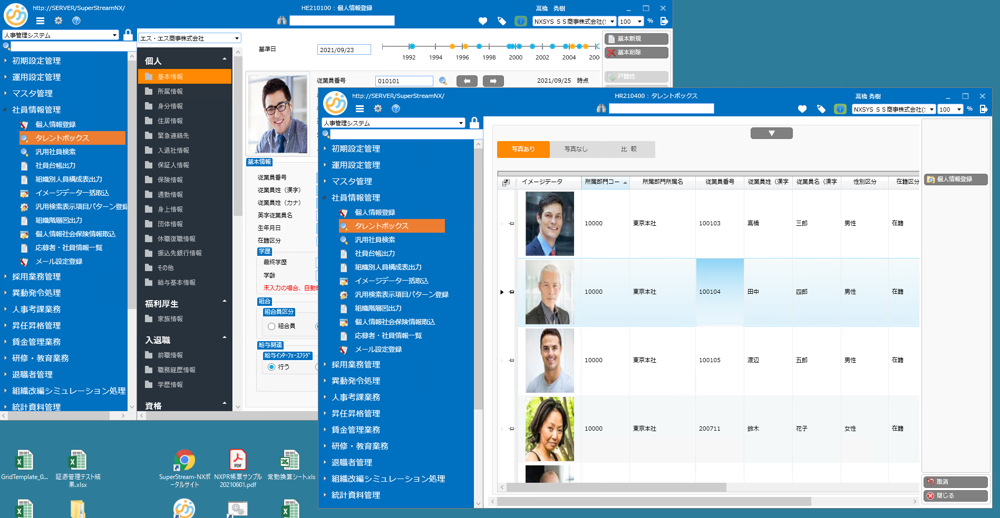 http://SERVER/SuperStreamNX/
HE210100：個人情報登録
高橋　秀樹
NXSYS ＳＳ商事株式会社(S
100
%
人事管理システム
初期設定管理
運用設定管理
マスタ管理
社員情報管理
個人情報登録
タレントボックス
汎用社員検索
社員台帳出力
組織別人員構成表出力
イメージデータ一括取込
汎用検索表示項目パターン登録
組織階層図出力
個人情報社会保険情報取込
応募者・社員情報一覧
メール設定登録
採用業務管理
異動発令処理
人事考課業務
昇任昇格管理
賃金管理業務
研修・教育業務
退職者管理
組織改編シミュレーション処理
統計資料管理
エス・エス商事株式会社
個人
基本情報
所属情報
身分情報
住居情報
緊急連絡先
入退社情報
保証人情報
保険情報
通勤情報
身上情報
団体情報
休職復職情報
振込先銀行情報
その他
給与基本情報
福利厚生
家族情報
入退職
前職情報
職務経歴情報
学歴情報
資格
基準日
2021/09/23
1992 1994 1996 1998 2000 2002 2004 200
従業員番号
010101
2021/09/25　時点
基本新規
基本削除
戸籍姓
基本情報
従業員番号
従業員姓（漢字）
従業員姓（カナ）
英字従業員名
生年月日
在籍区分
学歴
最終学歴
学齢
未入力の場合、自動
組合
組合員区分
組合員
給与関連
給与ｲﾝﾀｰﾌｪｰｽﾌﾗｸﾞ
行う
http://SERVER/SuperStreamNX/
HR210400：タレントボックス
高橋 秀樹
NXSYS ＳＳ商事株式会社(:
100
%
人事管理システム
初期設定管理
運用設定管理
マスタ管理
社員情報管理
個人情報登録
タレントボックス
汎用社員検索
社員台帳出力
組織別人員構成表出力
イメージデータ一括取込
汎用検索表示項目パターン登録
組織階層図出力
個人情報社会保険情報取込
応募者・社員情報一覧
メール設定登録
採用業務管理
異動発令処理
人事考課業務
昇任昇格管理
賃金管理業務
研修・教育業務
退職者管理
組織改編シミュレーション処理
統計資料管理
写真あり 写真なし 比 較
イメージデータ 所属部門コー 所属部門所属名 従業員番号 従業員姓（漢字 従業員名（漢字 性別区分 在籍区分
10000 東京本社 100103 高橋 三郎 男性 在籍
10000 東京本社 100104 田中 四郎 男性 在籍
10000 東京本社 100105 渡辺 五郎 男性 在籍
10000 東京本社 200711 鈴木 花子 女性 在籍
個人情報登録
取消
閉じる
GridTemplate_0...
証憑管理テスト結
果.xlsx
SuperStream-NXポ
ータルサイト
PDF
NXPR帳票サンプル
20210601.pdf
常勤換算シート.xls